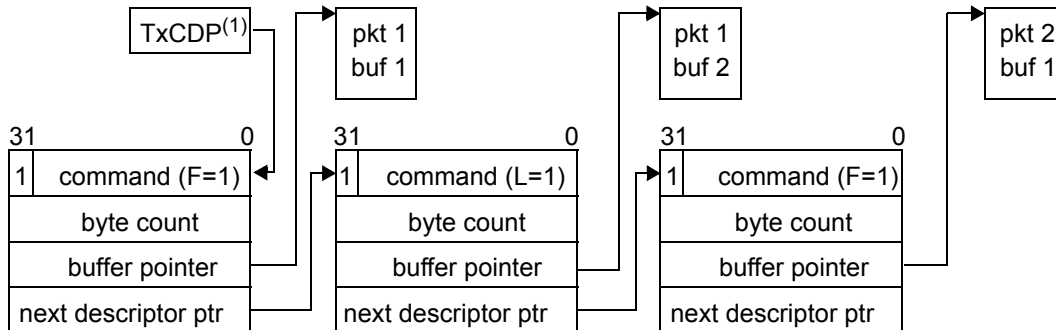 TxCDP(1)
pkt 1
buf 1
pkt 1
buf 2
pkt 2
buf 1
31 0
1 command (F=1)
byte count
buffer pointer
next descriptor ptr
31 0
1 command (L=1)
byte count
buffer pointer
next descriptor ptr
31 0
1 command (F=1)
byte count
buffer pointer
next descriptor ptr